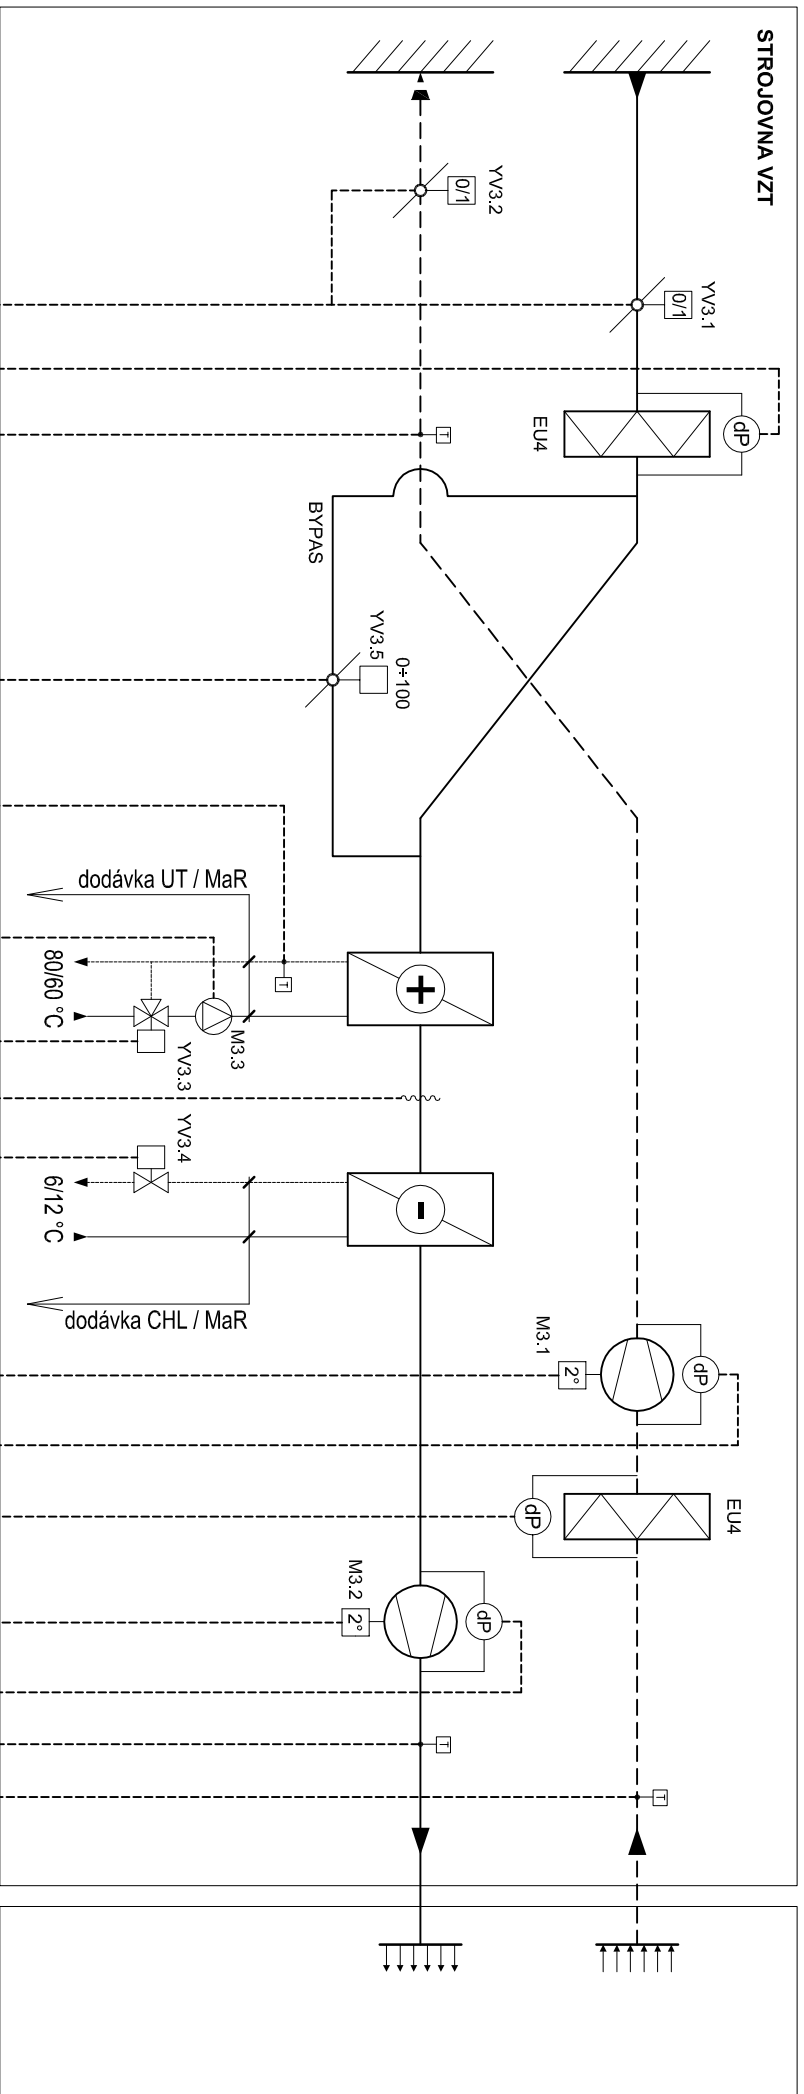 STROJOVNA VZT
YV3.2
0/1
YV3.1
0/1
dP
EU4
T
BYPAS
YV3.5
0÷100
dodávka UT / MaR
80/60 °C
T
M3.3
YV3.3
+
YV3.4
6/12 °C
-
dodávka CHL / MaR
M3.1
2°
dP
EU4
dP
M3.2
2°
dP
T
T